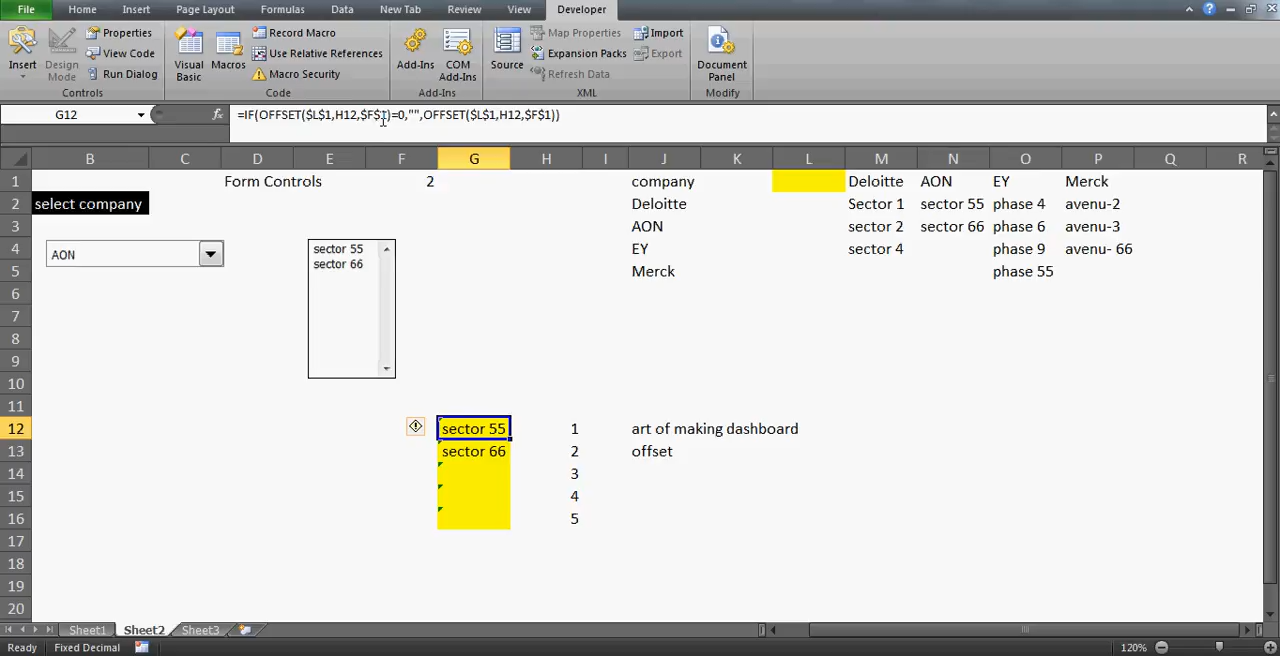 File Home Insert Page Layout Formulas Data New Tab Review View Developer
Properties Record Macro Map Properties Import
View Code Use Relative References Expansion Packs Export
Insert Design Mode Run Dialog Visual Basic Macros Macro Security Add-Ins COM Add-Ins Source Refresh Data Document Panel
Controls Code Add-Ins XML Modify
G12 fx =IF(OFFSET($L$1,H12,$F$1)=0,"",OFFSET($L$1,H12,$F$1))
B C D E F G H I J K L M N O P Q R
1 Form Controls 2 company Deloitte AON EY Merck
2 select company Deloitte Sector 1 sector 55 phase 4 avenu-2
3 AON sector 2 sector 66 phase 6 avenu-3
4 AON sector 55 EY sector 4 phase 9 avenu- 66
sector 66
5 Merck phase 55
6
7
8
9
10
11
12 sector 55 1 art of making dashboard
13 sector 66 2 offset
14 3
15 4
16 5
17
18
19
20
Sheet1 Sheet2 Sheet3
Ready Fixed Decimal 120%